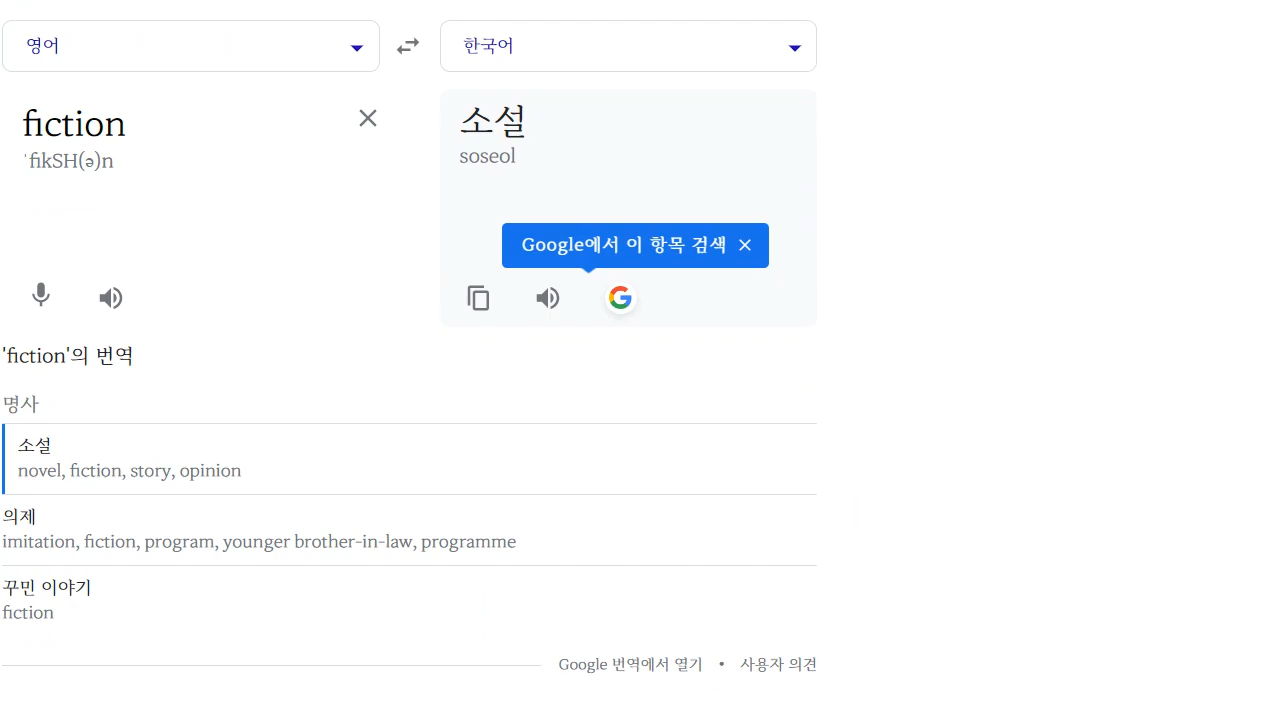 영어
한국어
fiction
ˈfikSH(ə)n
소설
soseol
Google에서 이 항목 검색
'fiction'의 번역
명사
소설
novel, fiction, story, opinion
의제
imitation, fiction, program, younger brother-in-law, programme
꾸민 이야기
fiction
Google 번역에서 열기 • 사용자 의견